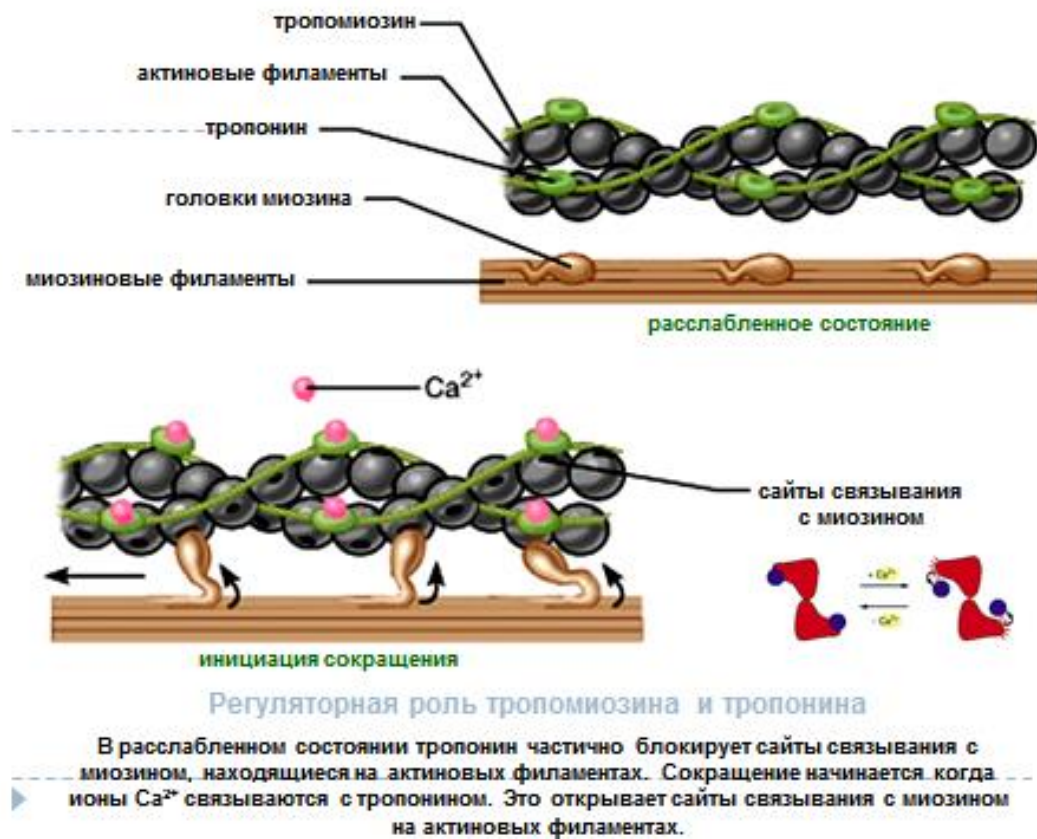 тропомиозин
актиновые филаменты
тропонин
головки миозина
миозиновые филаменты
расслабленное состояние
Ca²⁺
сайты связывания
с миозином
+ Ca²⁺
- Ca²⁺
инициация сокращения
Регуляторная роль тропомиозина и тропонина
В расслабленном состоянии тропонин частично блокирует сайты связывания с
миозином, находящиеся на актиновых филаментах. Сокращение начинается когда
ионы Ca²⁺ связываются с тропонином. Это открывает сайты связывания с миозином
на актиновых филаментах.